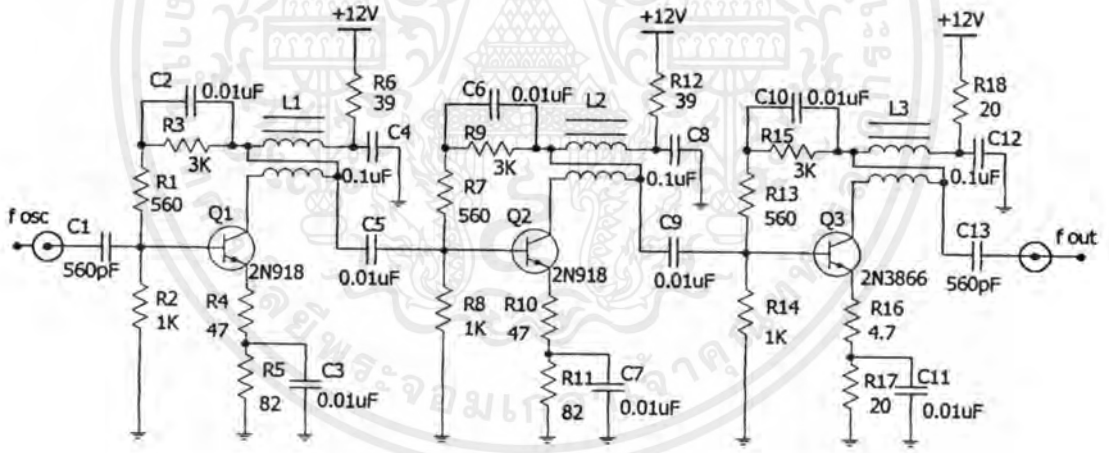 +12V
+12V
+12V
C2
0.01uF
R3
3K
L1
R6
39
C4
0.1uF
R1
560
Q1
2N918
f osc
C1
560pF
R2
1K
R4
47
R5
82
C3
0.01uF
C5
0.01uF
C6
0.01uF
R9
3K
L2
R12
39
C8
0.1uF
R7
560
Q2
2N918
R8
1K
R10
47
R11
82
C7
0.01uF
C9
0.01uF
C10
0.01uF
R15
3K
L3
R18
20
C12
0.1uF
R13
560
Q3
2N3866
R14
1K
R16
4.7
R17
20
C11
0.01uF
C13
560pF
f out